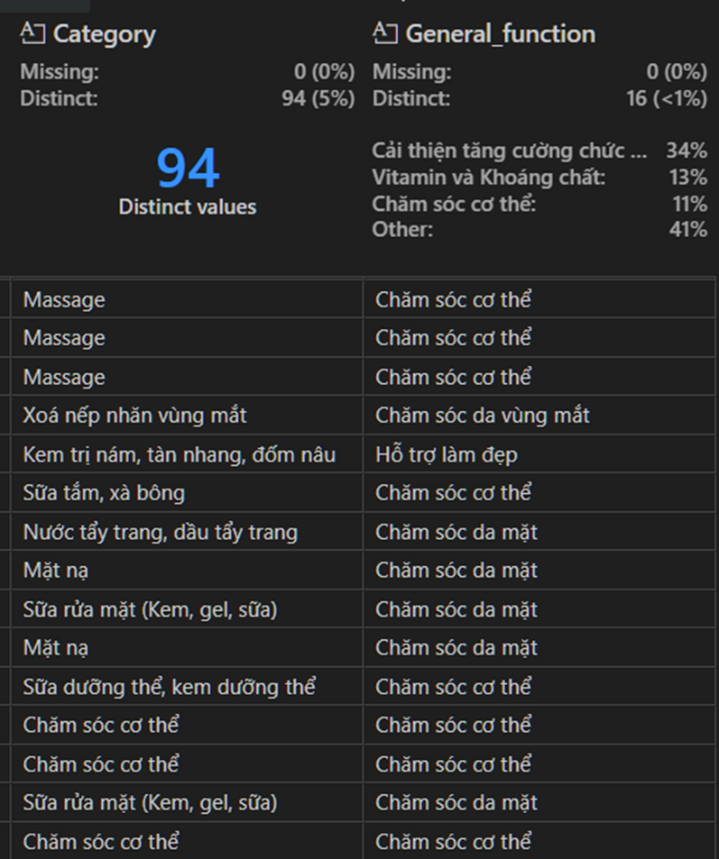 Category General_function
Missing: 0 (0%) Missing: 0 (0%)
Distinct: 94 (5%) Distinct: 16 (<1%)
94
Distinct values
Cải thiện tăng cường chức ... 34%
Vitamin và Khoáng chất: 13%
Chăm sóc cơ thể: 11%
Other: 41%
Massage Chăm sóc cơ thể
Massage Chăm sóc cơ thể
Massage Chăm sóc cơ thể
Xoá nếp nhăn vùng mắt Chăm sóc da vùng mắt
Kem trị nám, tàn nhang, đốm nâu Hỗ trợ làm đẹp
Sữa tắm, xà bông Chăm sóc cơ thể
Nước tẩy trang, dầu tẩy trang Chăm sóc da mặt
Mặt nạ Chăm sóc da mặt
Sữa rửa mặt (Kem, gel, sữa) Chăm sóc da mặt
Mặt nạ Chăm sóc da mặt
Sữa dưỡng thể, kem dưỡng thể Chăm sóc cơ thể
Chăm sóc cơ thể Chăm sóc cơ thể
Chăm sóc cơ thể Chăm sóc cơ thể
Sữa rửa mặt (Kem, gel, sữa) Chăm sóc da mặt
Chăm sóc cơ thể Chăm sóc cơ thể